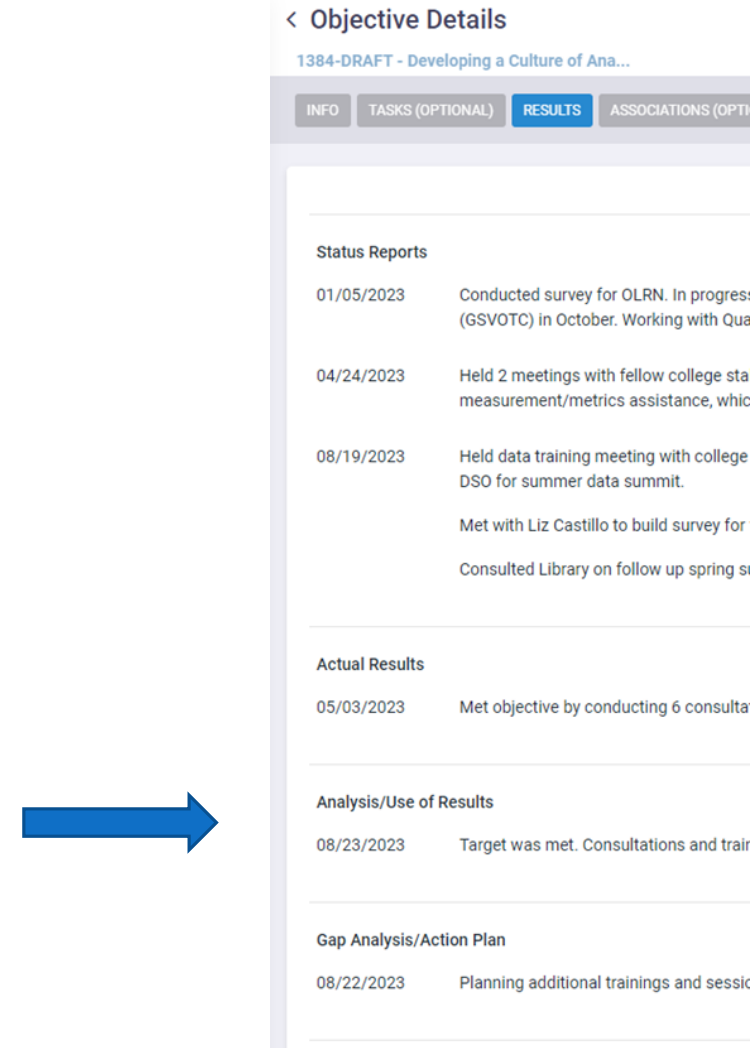 < Objective Details
1384-DRAFT - Developing a Culture of Ana...
INFO TASKS (OPTIONAL) RESULTS ASSOCIATIONS (OPTI
Status Reports
01/05/2023 Conducted survey for OLRN. In progress
(GSVOTC) in October. Working with Qua
04/24/2023 Held 2 meetings with fellow college sta
measurement/metrics assistance, whic
08/19/2023 Held data training meeting with college
DSO for summer data summit.
Met with Liz Castillo to build survey for
Consulted Library on follow up spring su
Actual Results
05/03/2023 Met objective by conducting 6 consulta
Analysis/Use of Results
08/23/2023 Target was met. Consultations and train
Gap Analysis/Action Plan
08/22/2023 Planning additional trainings and sessio